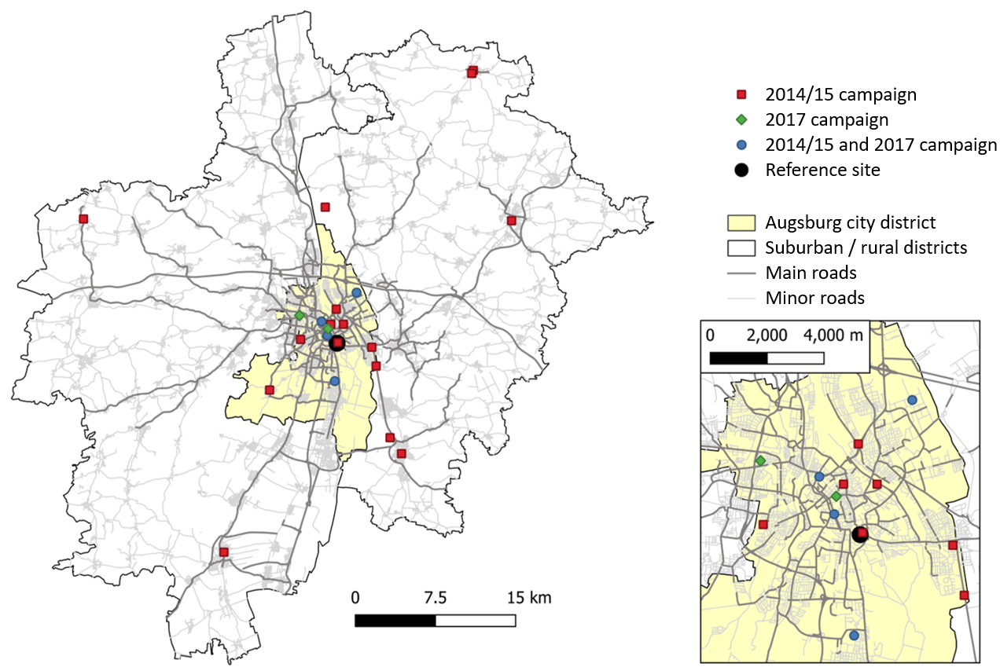 2014/15 campaign
2017 campaign
2014/15 and 2017 campaign
Reference site
Augsburg city district
Suburban / rural districts
Main roads
Minor roads
0 2,000 4,000 m
0 7.5 15 km